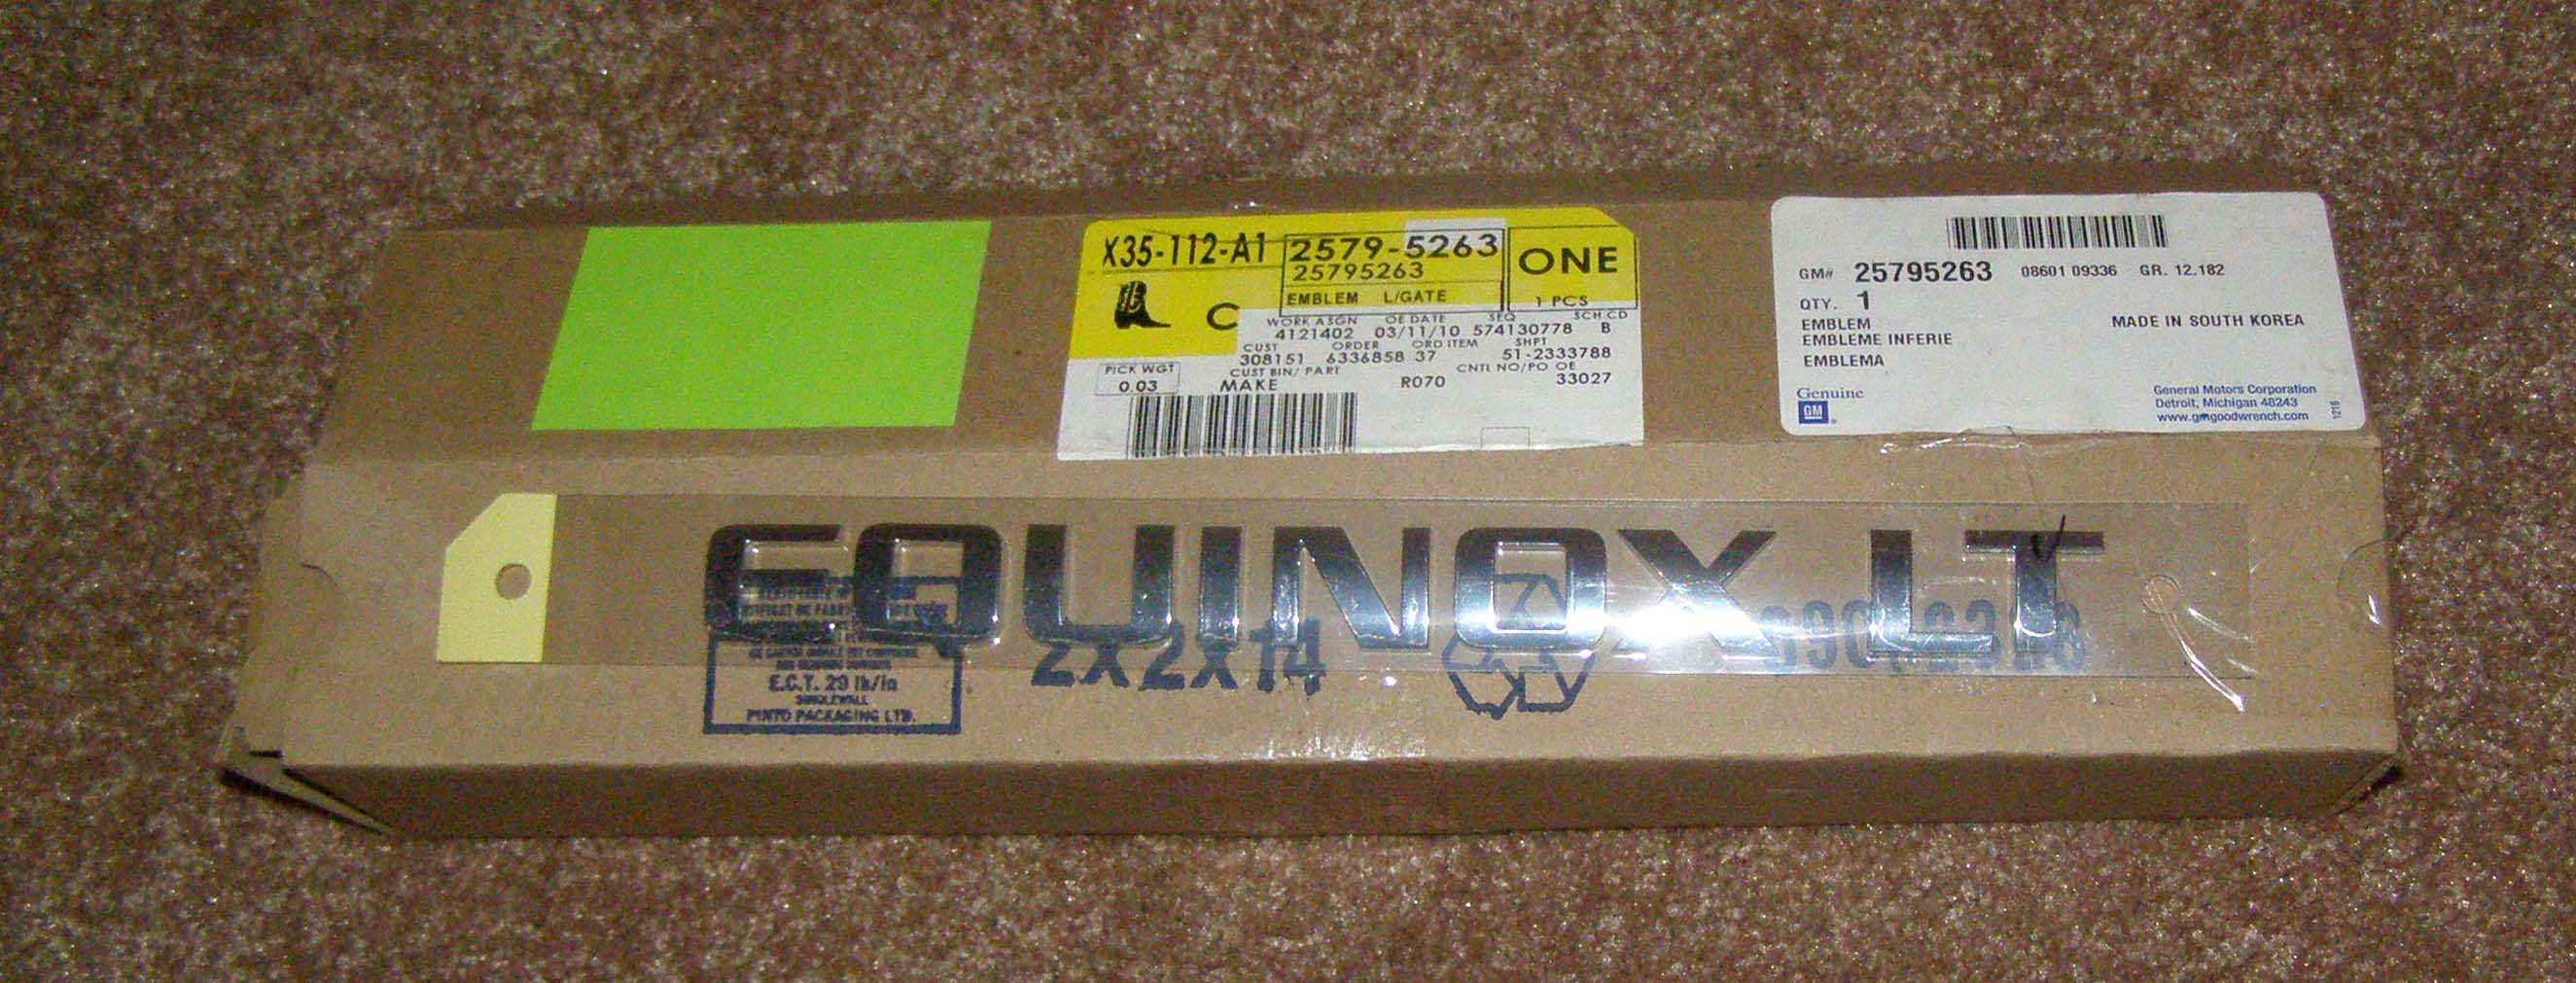 X35-112-A1
2579-5263
25795263
EMBLEM L/GATE
ONE
1 PCS
C
WORK ASGN OE DATE SEQ SCH CD
4121402 03/11/10 574130778 B
CUST ORDER ORD ITEM SHPT
308151 6336858 37 51-2333788
PICK WGT CUST BIN/ PART CNTL NO/PO OE
0.03 MAKE R070 33027
GM# 25795263 08601 09336 GR. 12.182
QTY. 1
EMBLEM MADE IN SOUTH KOREA
EMBLEME INFERIE
EMBLEMA
Genuine
GM
General Motors Corporation
Detroit, Michigan 48243
www.gmgoodwrench.com
1215
EQUINOX LT
2x2x14
E.C.T. 29 lb/in
SINGLEWALL
PINTO PACKAGING LTD.